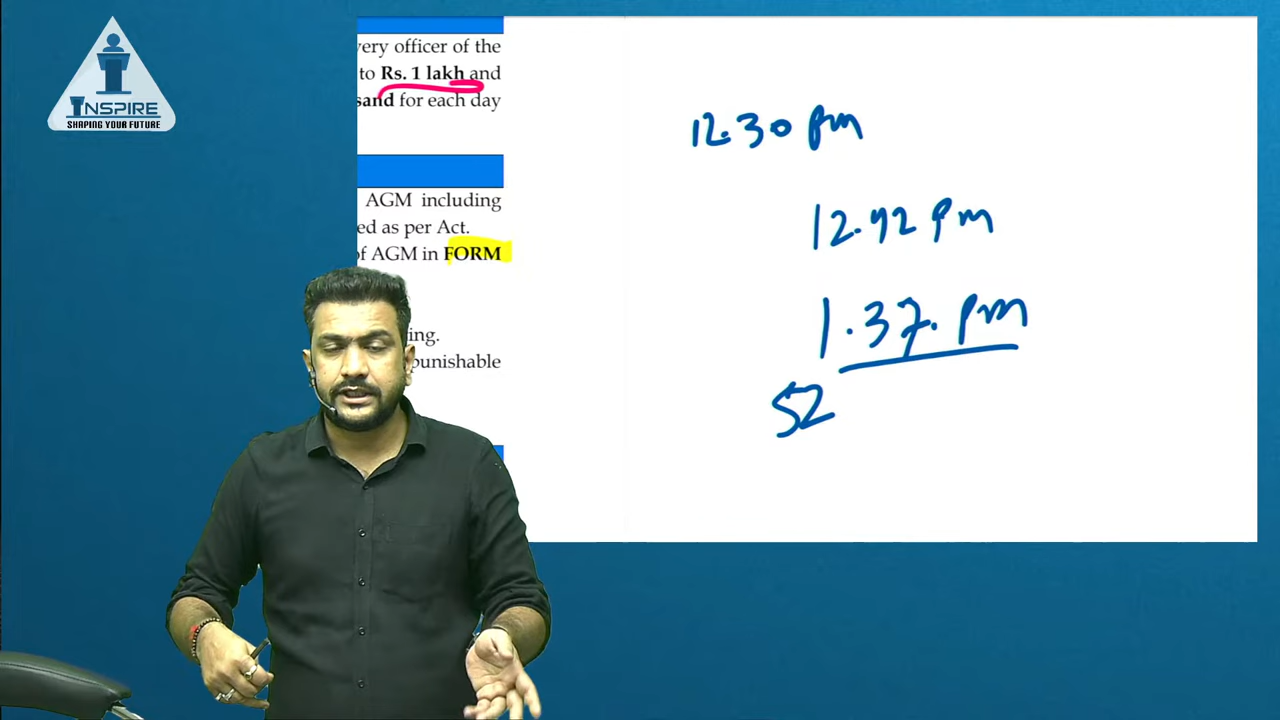 INSPIRE
SHAPING YOUR FUTURE
very officer of the
to Rs. 1 lakh and
sand for each day
AGM including
ed as per Act.
of AGM in FORM
ing.
punishable
12.30 pm
12.42 pm
1.37. pm
52